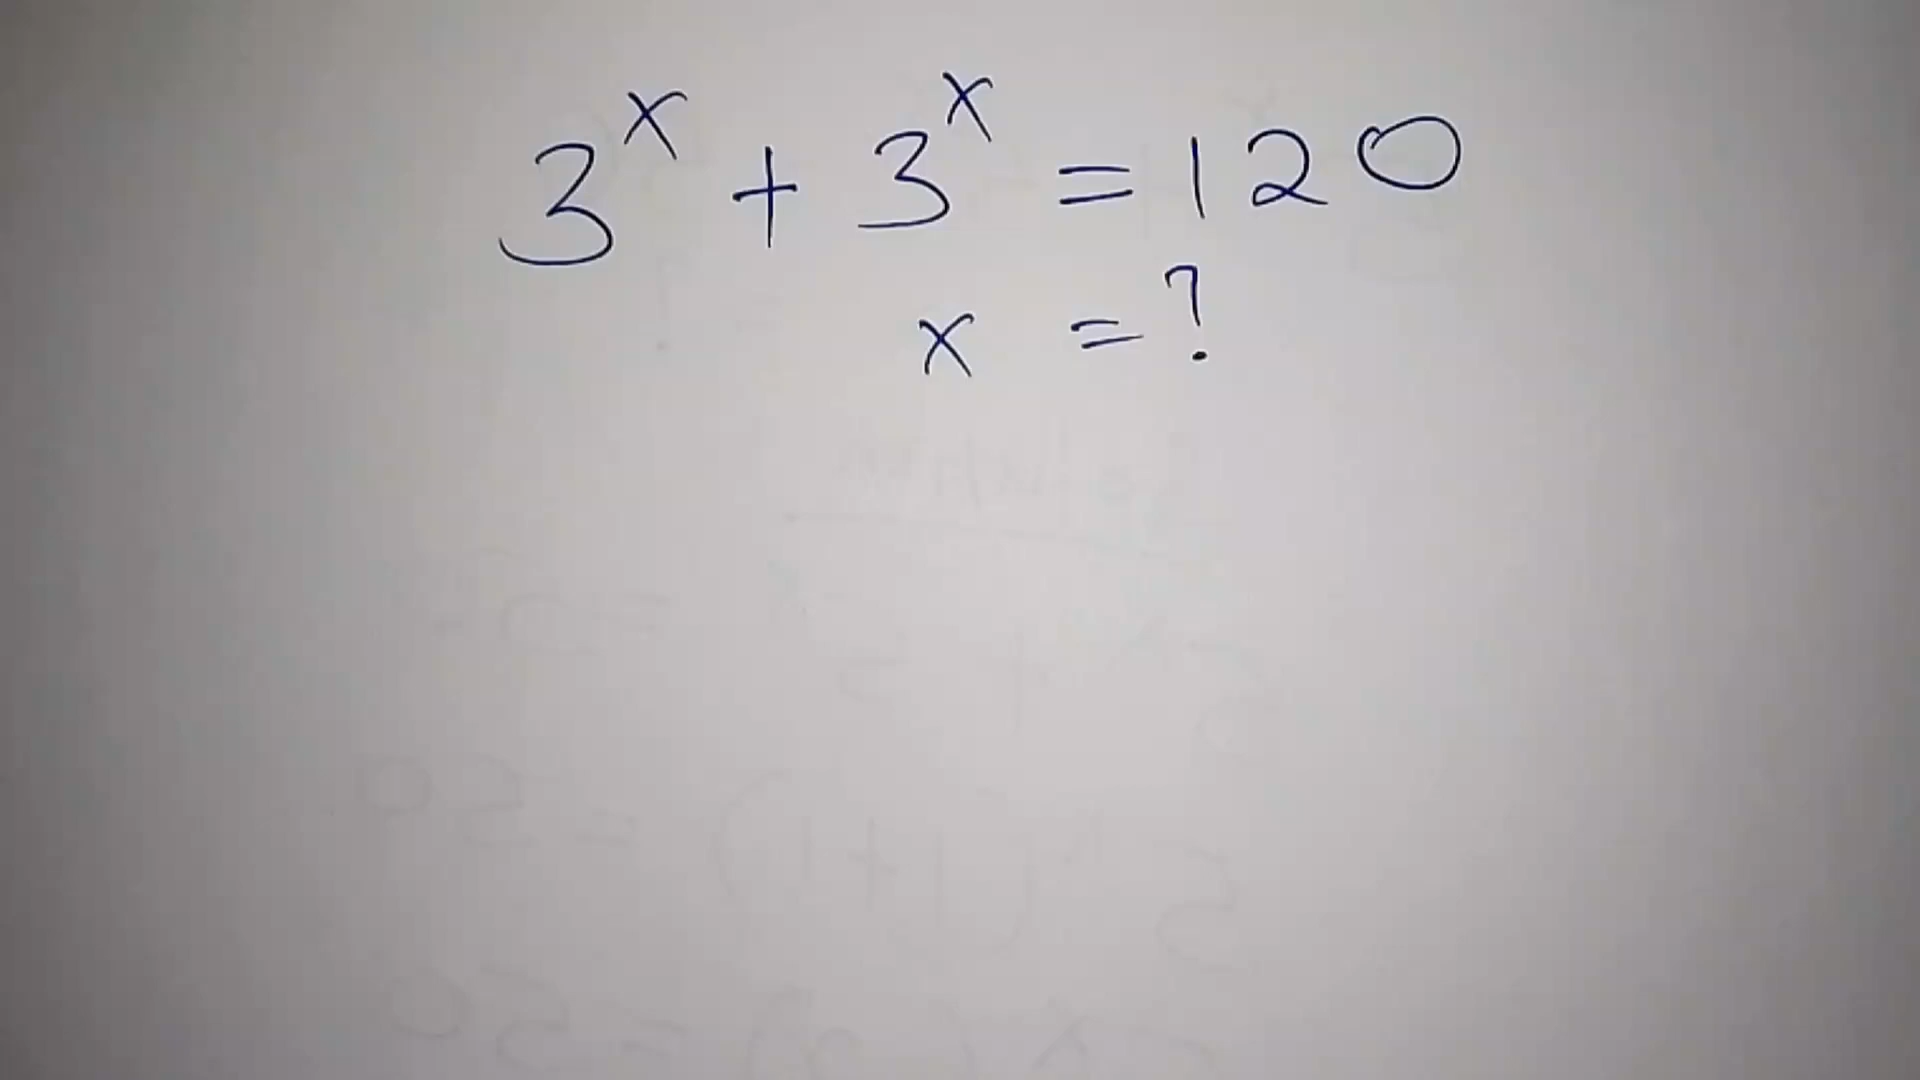 3^x + 3^x = 120
x = ?